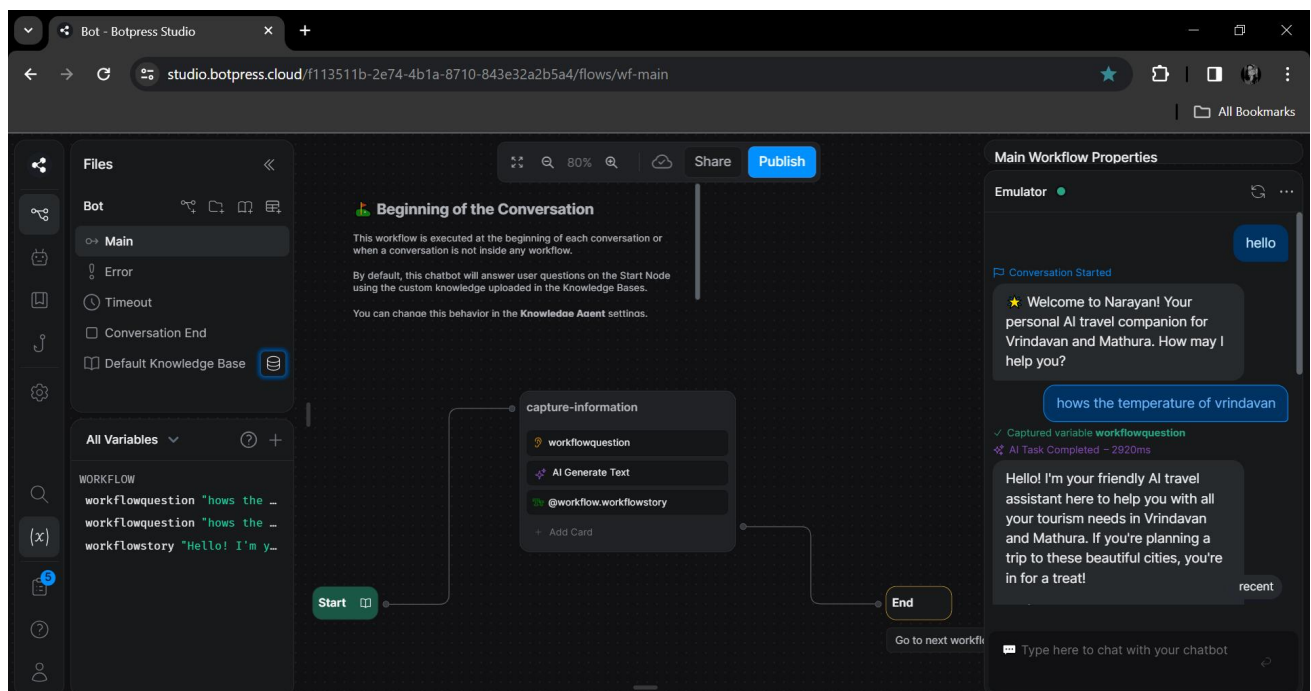 Bot - Botpress Studio
studio.botpress.cloud/f113511b-2e74-4b1a-8710-843e32a2b5a4/flows/wf-main
All Bookmarks
Files
Bot
Main
Error
Timeout
Conversation End
Default Knowledge Base
All Variables
WORKFLOW
workflowquestion "hows the …
workflowquestion "hows the …
workflowstory "Hello! I'm y…
5
80%
Share
Publish
Beginning of the Conversation
This workflow is executed at the beginning of each conversation or
when a conversation is not inside any workflow.
By default, this chatbot will answer user questions on the Start Node
using the custom knowledge uploaded in the Knowledge Bases.
You can change this behavior in the Knowledge Agent settings.
capture-information
workflowquestion
AI Generate Text
@workflow.workflowstory
+ Add Card
Start
End
Go to next workflo
Main Workflow Properties
Emulator
hello
Conversation Started
Welcome to Narayan! Your
personal AI travel companion for
Vrindavan and Mathura. How may I
help you?
hows the temperature of vrindavan
Captured variable workflowquestion
AI Task Completed – 2920ms
Hello! I'm your friendly AI travel
assistant here to help you with all
your tourism needs in Vrindavan
and Mathura. If you're planning a
trip to these beautiful cities, you're
in for a treat!
recent
Type here to chat with your chatbot